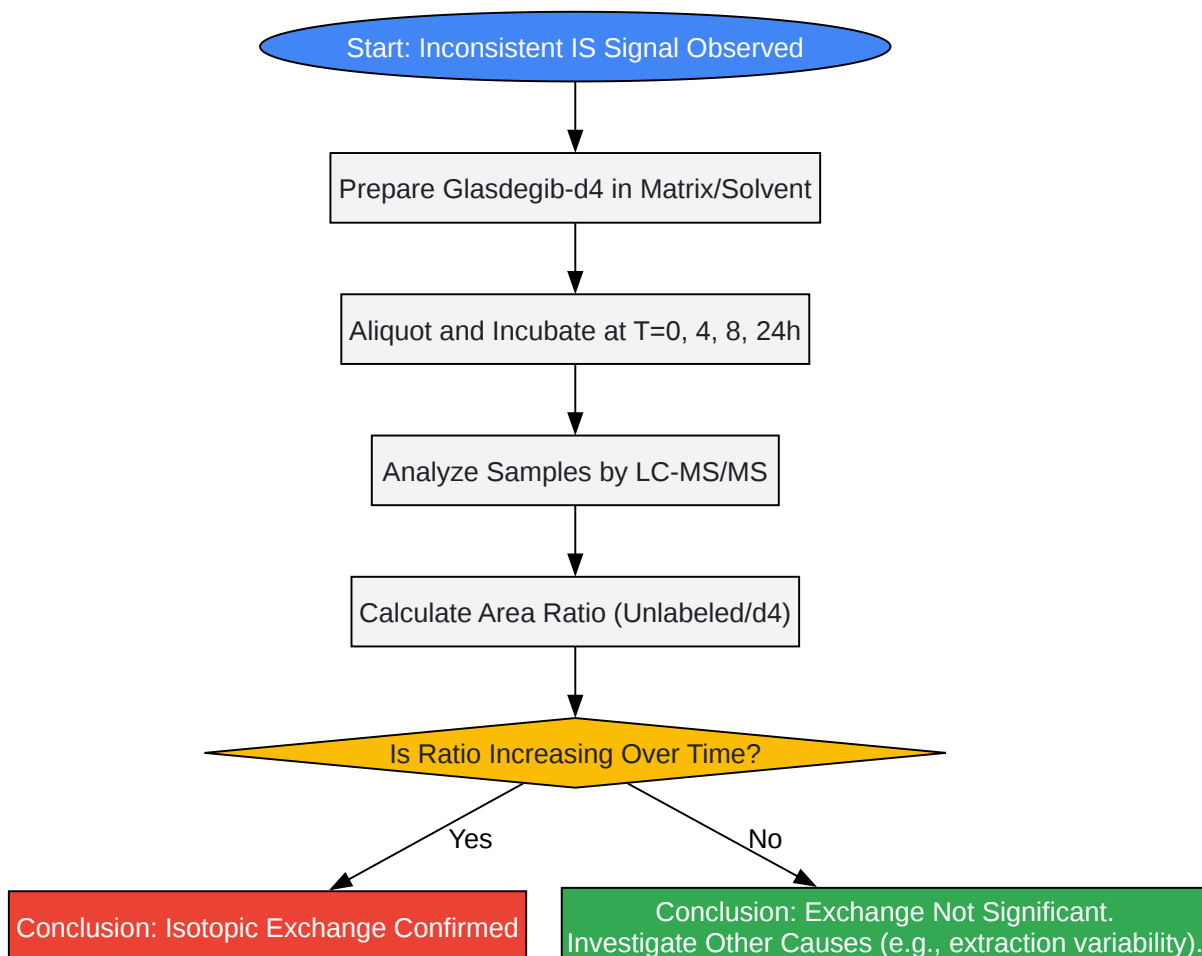 Start: Inconsistent IS Signal Observed
Prepare Glasdegib-d4 in Matrix/Solvent
Aliquot and Incubate at T=0, 4, 8, 24h
Analyze Samples by LC-MS/MS
Calculate Area Ratio (Unlabeled/d4)
Is Ratio Increasing Over Time?
Yes
No
Conclusion: Isotopic Exchange Confirmed
Conclusion: Exchange Not Significant.
Investigate Other Causes (e.g., extraction variability).